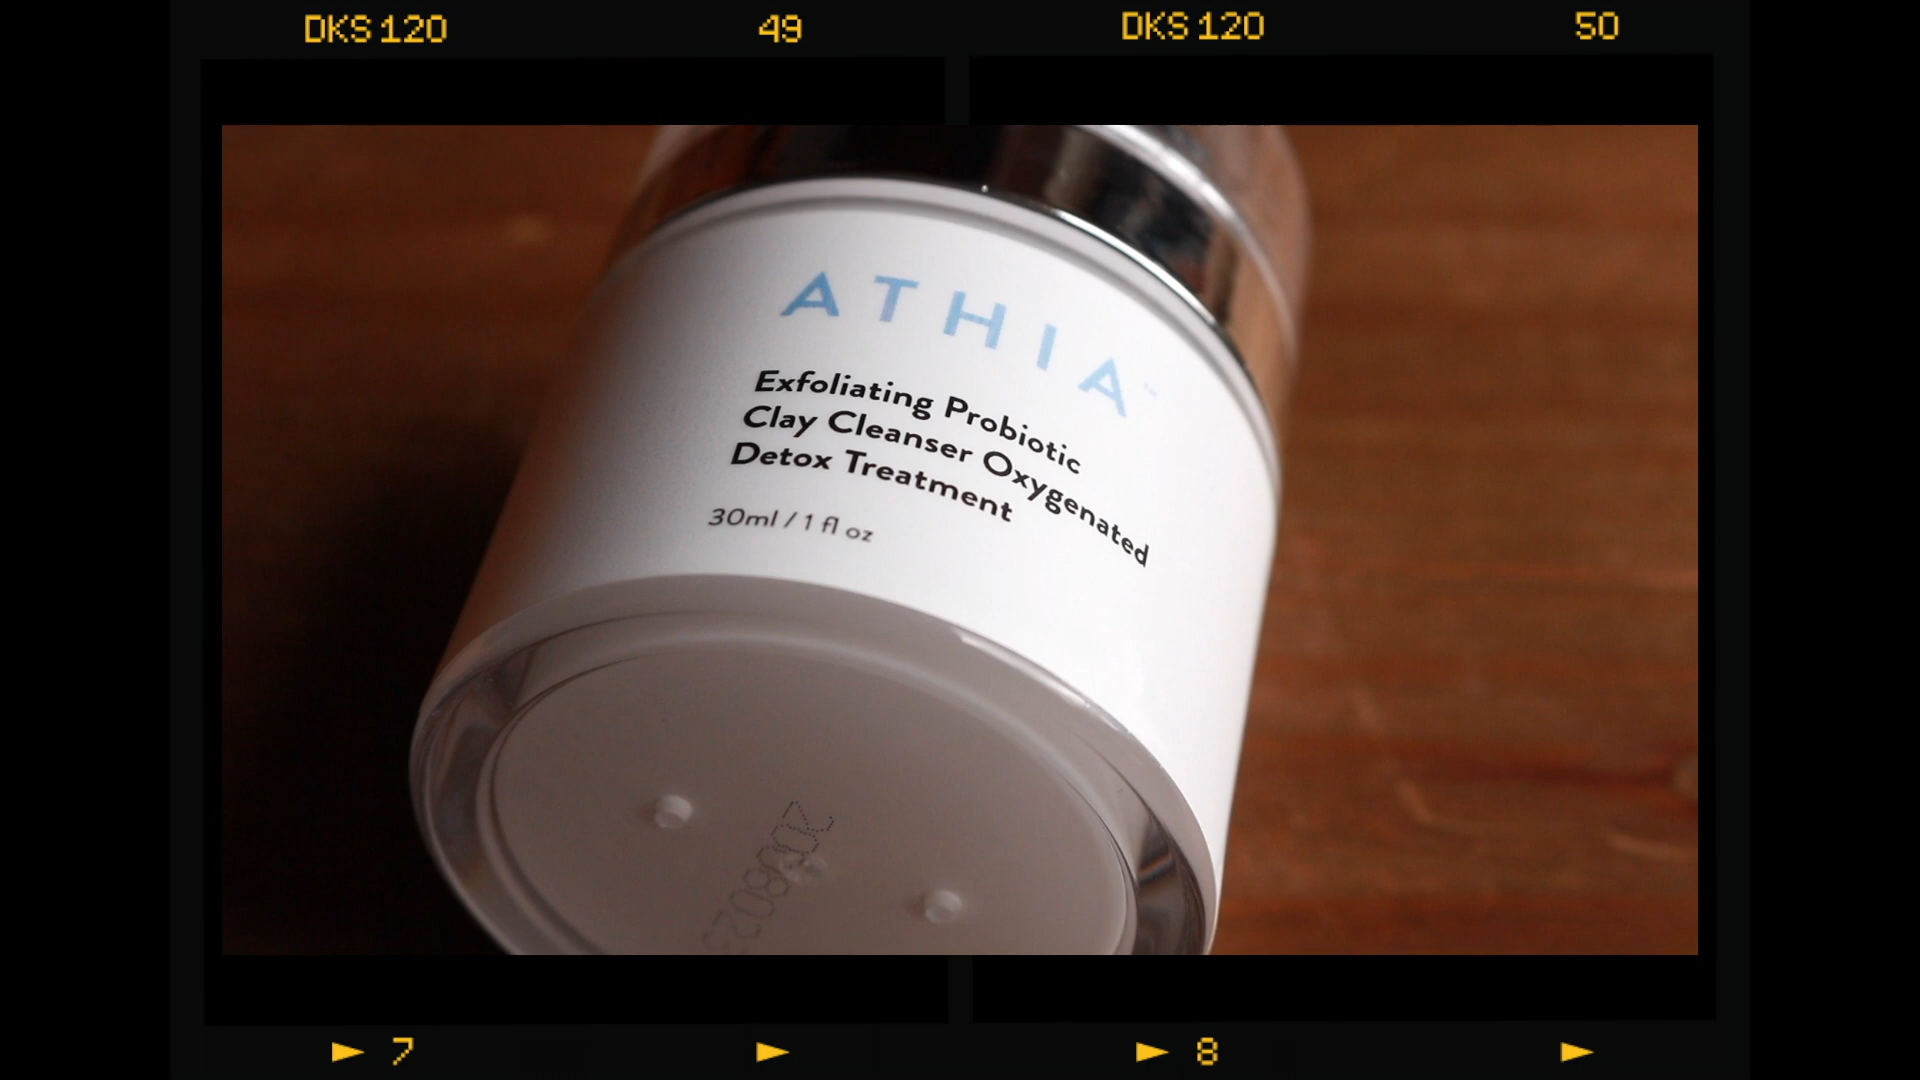 DKS 120 49 DKS 120 50
ATHIA™
Exfoliating Probiotic
Clay Cleanser Oxygenated
Detox Treatment
30ml / 1 fl oz
7 8